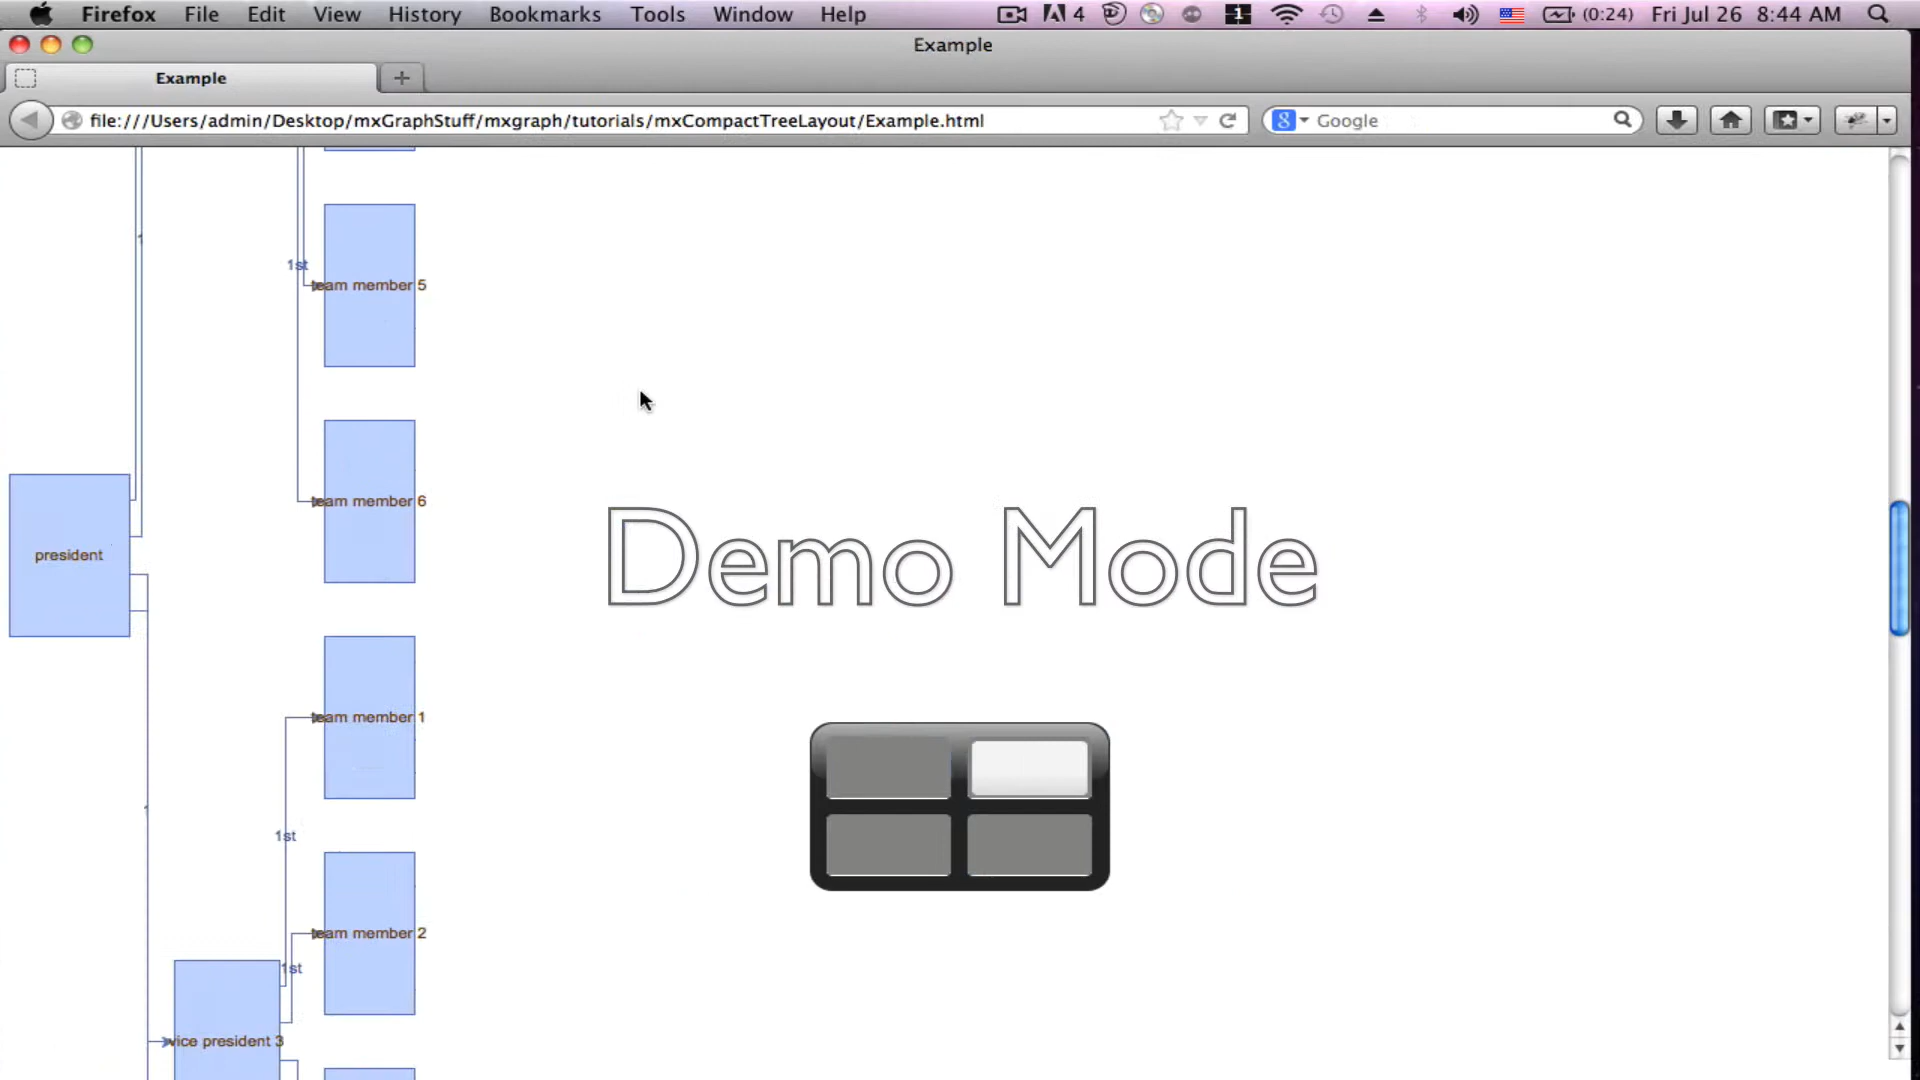 Firefox File Edit View History Bookmarks Tools Window Help 4 1 (0:24) Fri Jul 26 8:44 AM
Example
Example
file:///Users/admin/Desktop/mxGraphStuff/mxgraph/tutorials/mxCompactTreeLayout/Example.html
8 Google
1st
team member 5
team member 6
president
Demo Mode
team member 1
1st
team member 2
1st
vice president 3